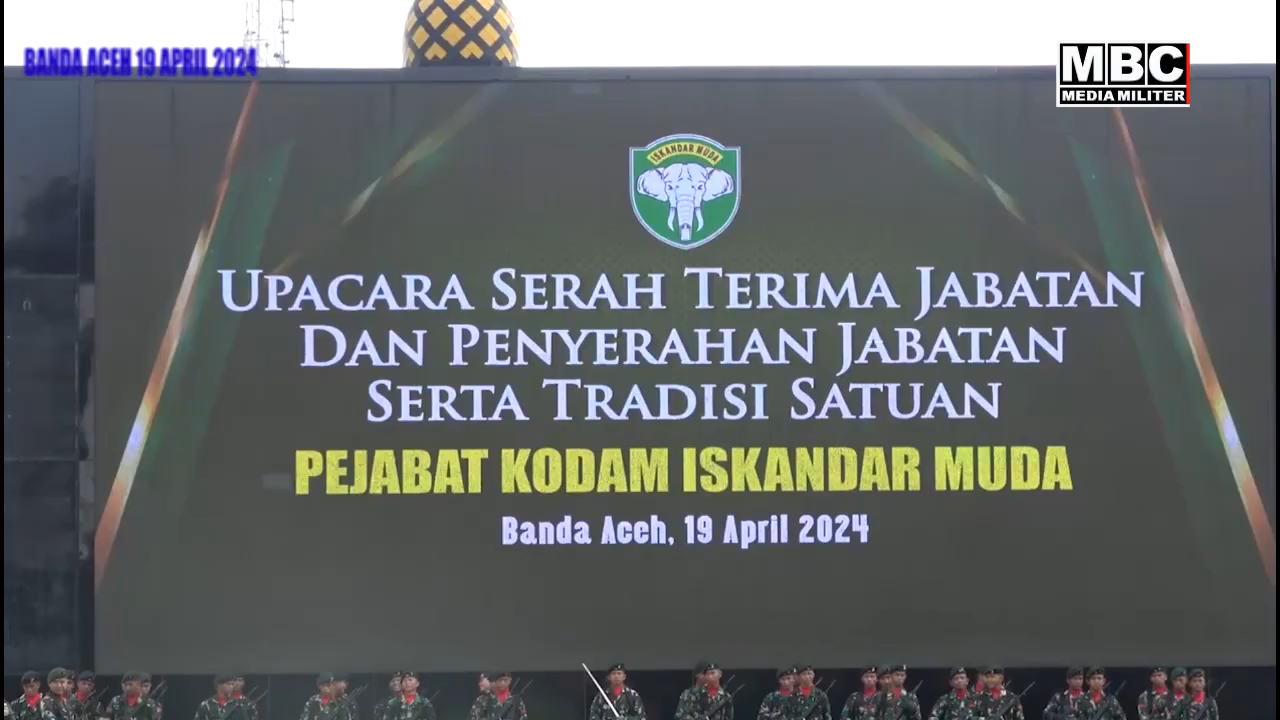 BANDA ACEH 19 APRIL 2024
MBC
MEDIA MILITER
ISKANDAR MUDA
UPACARA SERAH TERIMA JABATAN
DAN PENYERAHAN JABATAN
SERTA TRADISI SATUAN
PEJABAT KODAM ISKANDAR MUDA
Banda Aceh, 19 April 2024